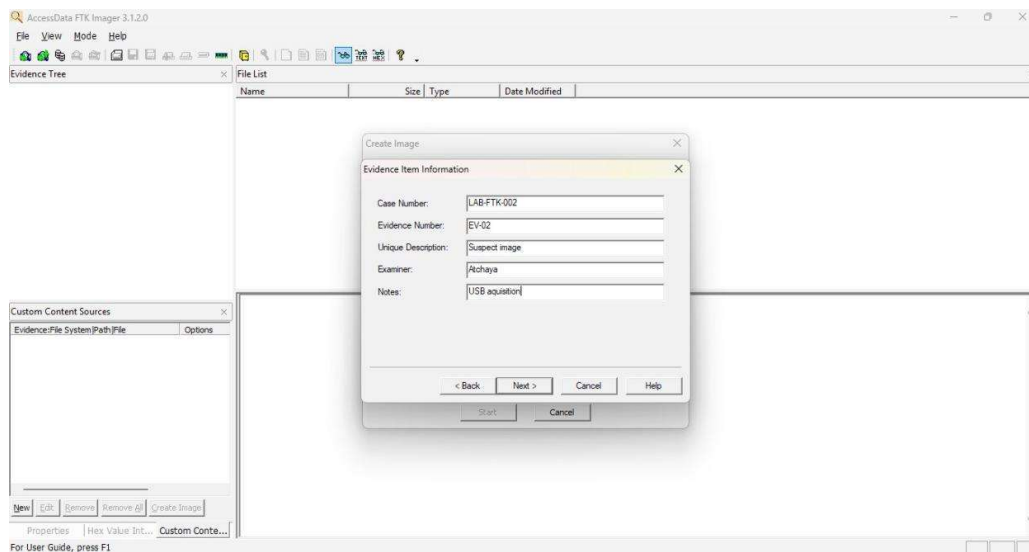 AccessData FTK Imager 3.1.2.0
File View Mode Help
Evidence Tree
File List
Name Size Type Date Modified
Create Image
Evidence Item Information
Case Number: LAB-FTK-002
Evidence Number: EV-02
Unique Description: Suspect image
Examiner: Atchaya
Notes: USB aquisition
< Back Next > Cancel Help
Start Cancel
Custom Content Sources
Evidence:File System|Path|File Options
New Edit Remove Remove All Create Image
Properties Hex Value Int... Custom Conte...
For User Guide, press F1